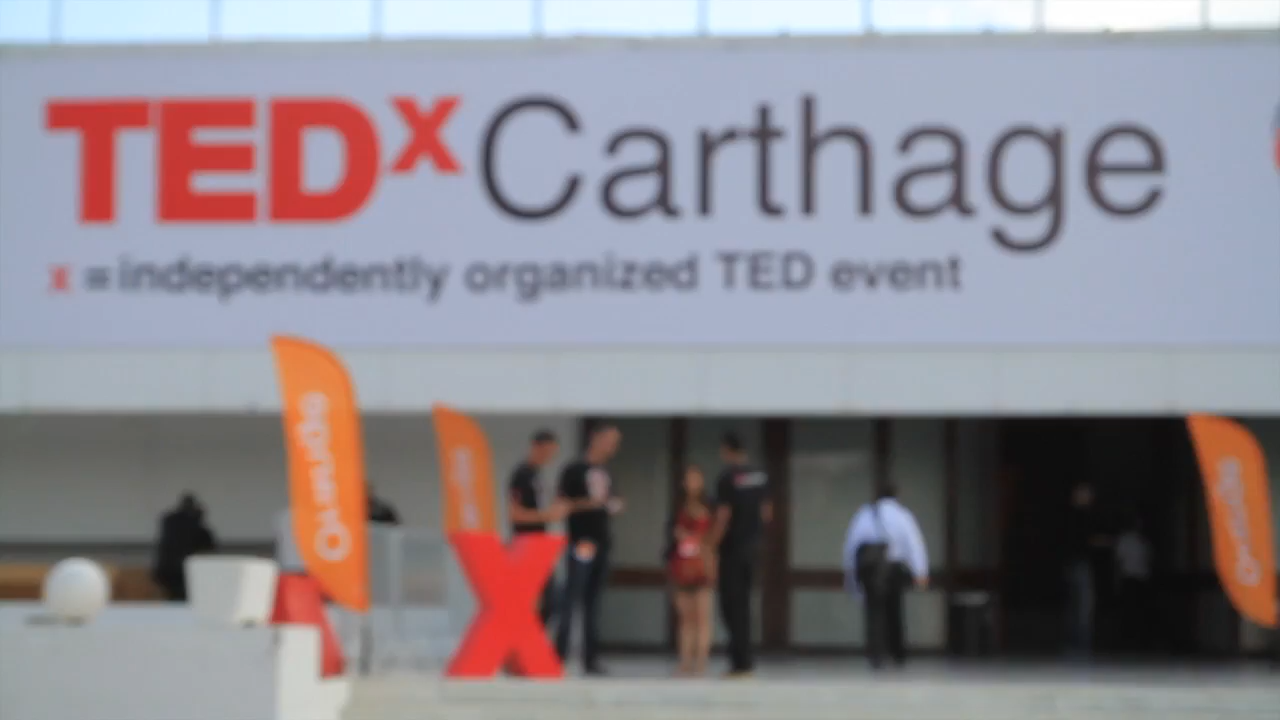 TEDx Carthage
x = independently organized TED event
X